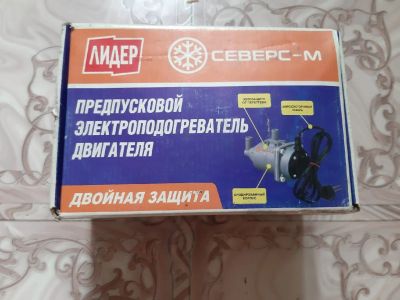 ЛИДЕР
СЕВЕРС-М
ПРЕДПУСКОВОЙ
ЭЛЕКТРОПОДОГРЕВАТЕЛЬ
ДВИГАТЕЛЯ
ДВОЙНАЯ ЗАЩИТА